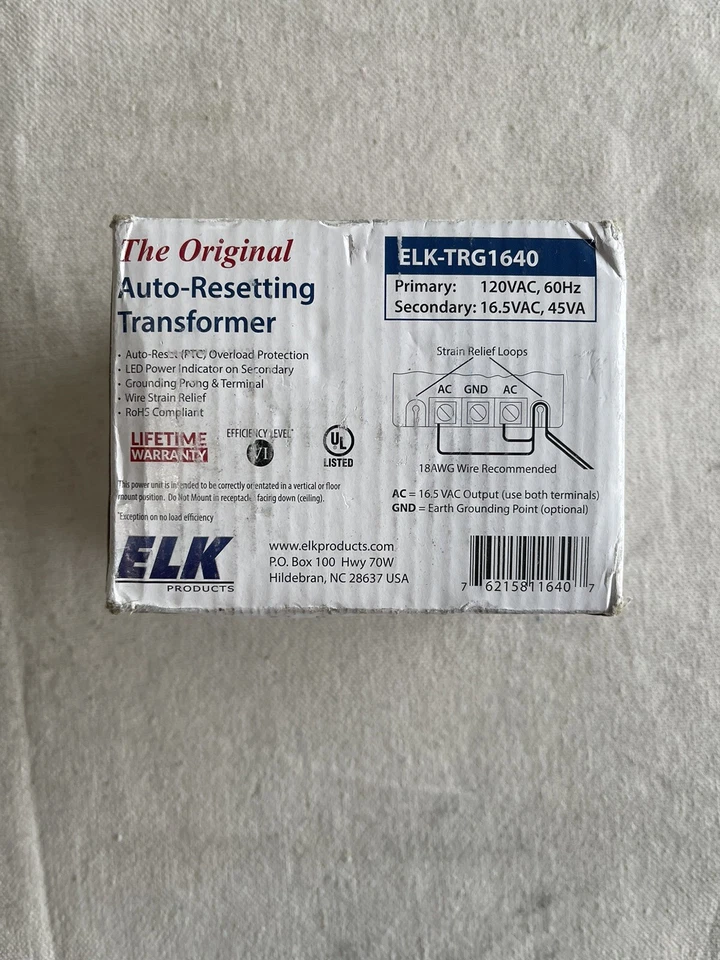 The Original
Auto-Resetting
Transformer
• Auto-Reset (PTC) Overload Protection
• LED Power Indicator on Secondary
• Grounding Prong & Terminal
• Wire Strain Relief
• RoHS Compliant
LIFETIME
WARRANTY
EFFICIENCY LEVEL*
VI
UL
LISTED
This power unit is intended to be correctly orientated in a vertical or floor
mount position. Do Not Mount in receptacle facing down (ceiling).
*Exception on no load efficiency
ELK
PRODUCTS
www.elkproducts.com
P.O. Box 100 Hwy 70W
Hildebran, NC 28637 USA
ELK-TRG1640
Primary: 120VAC, 60Hz
Secondary: 16.5VAC, 45VA
Strain Relief Loops
AC GND AC
18AWG Wire Recommended
AC = 16.5 VAC Output (use both terminals)
GND = Earth Grounding Point (optional)
7 62158 11640 7